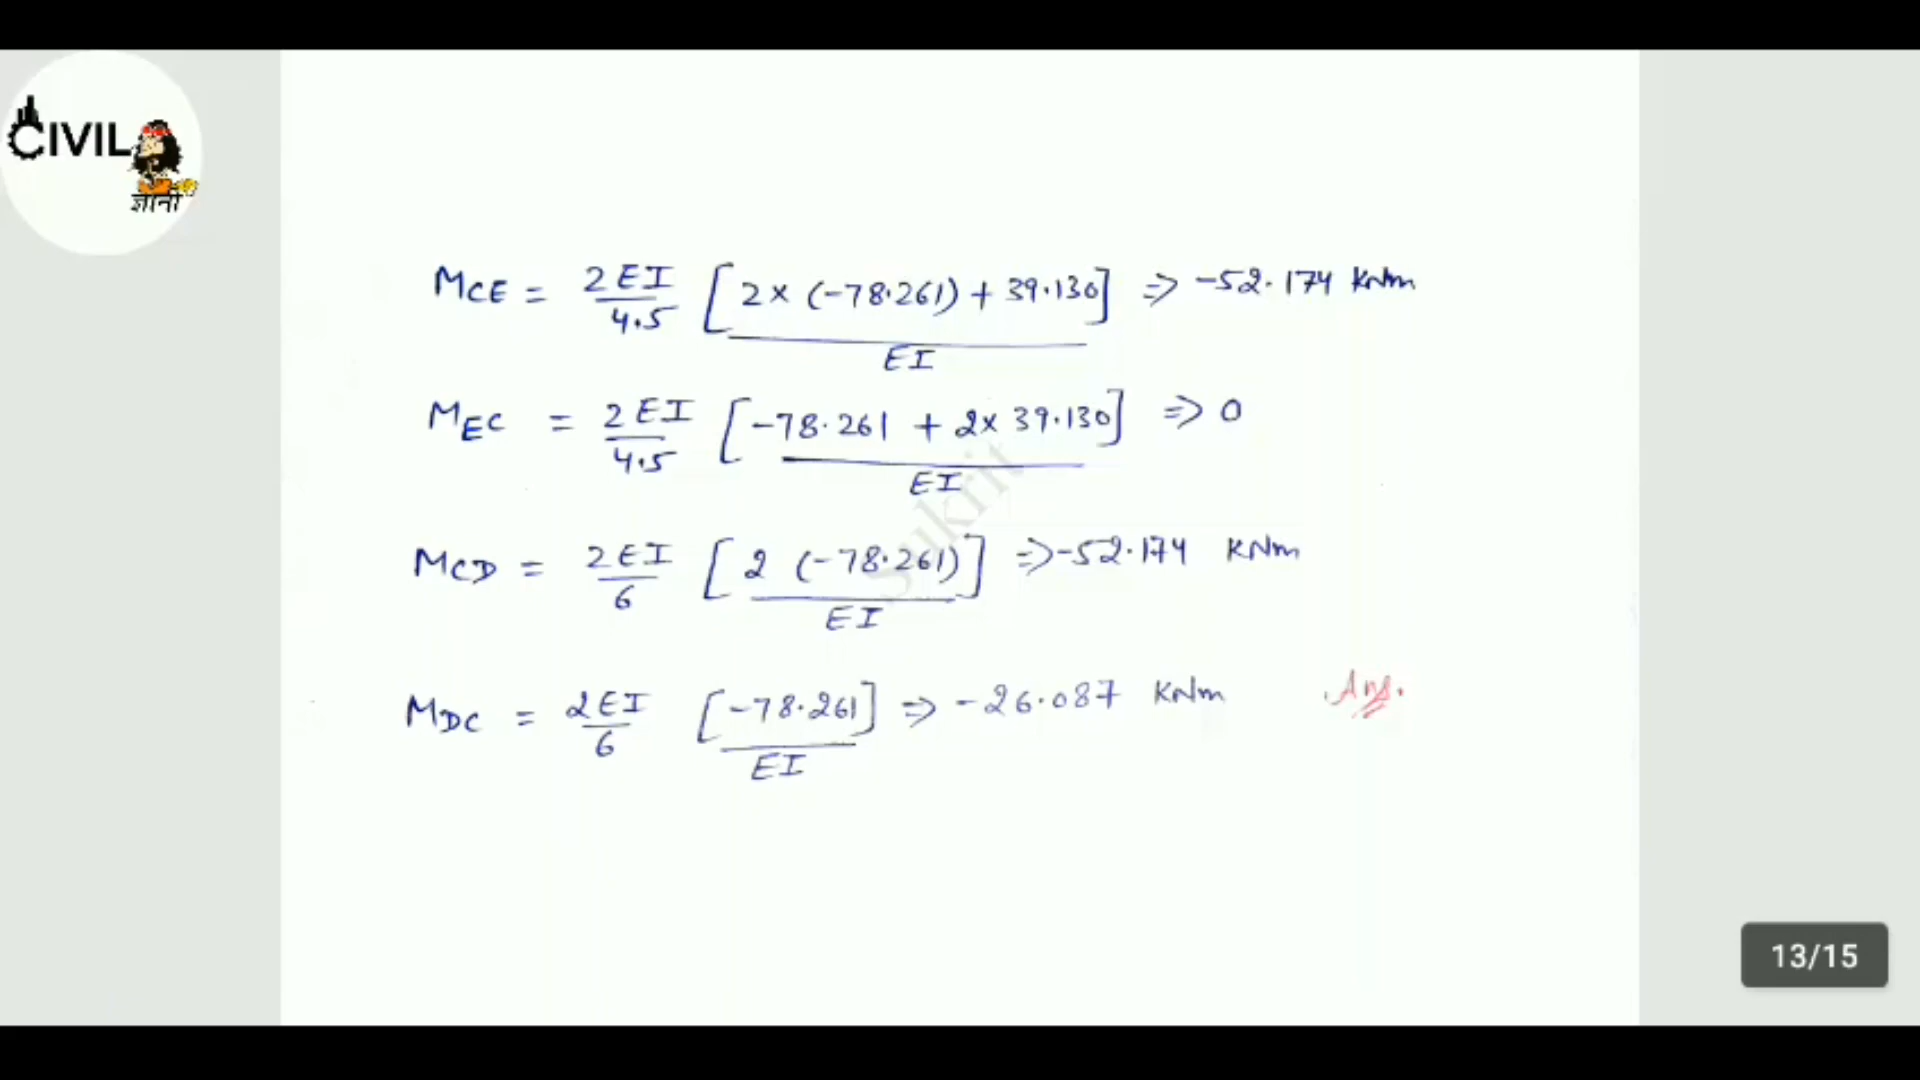 CIVIL
ज्ञानी
MCE = 2EI/4.5 [2 × (-78.261) + 39.130]/EI => -52.174 KNm
MEC = 2EI/4.5 [-78.261 + 2× 39.130]/EI => 0
Sukrit
MCD = 2EI/6 [2 (-78.261)]/EI => -52.174 KNm
MDC = 2EI/6 [-78.261]/EI => -26.087 KNm Ans.
13/15